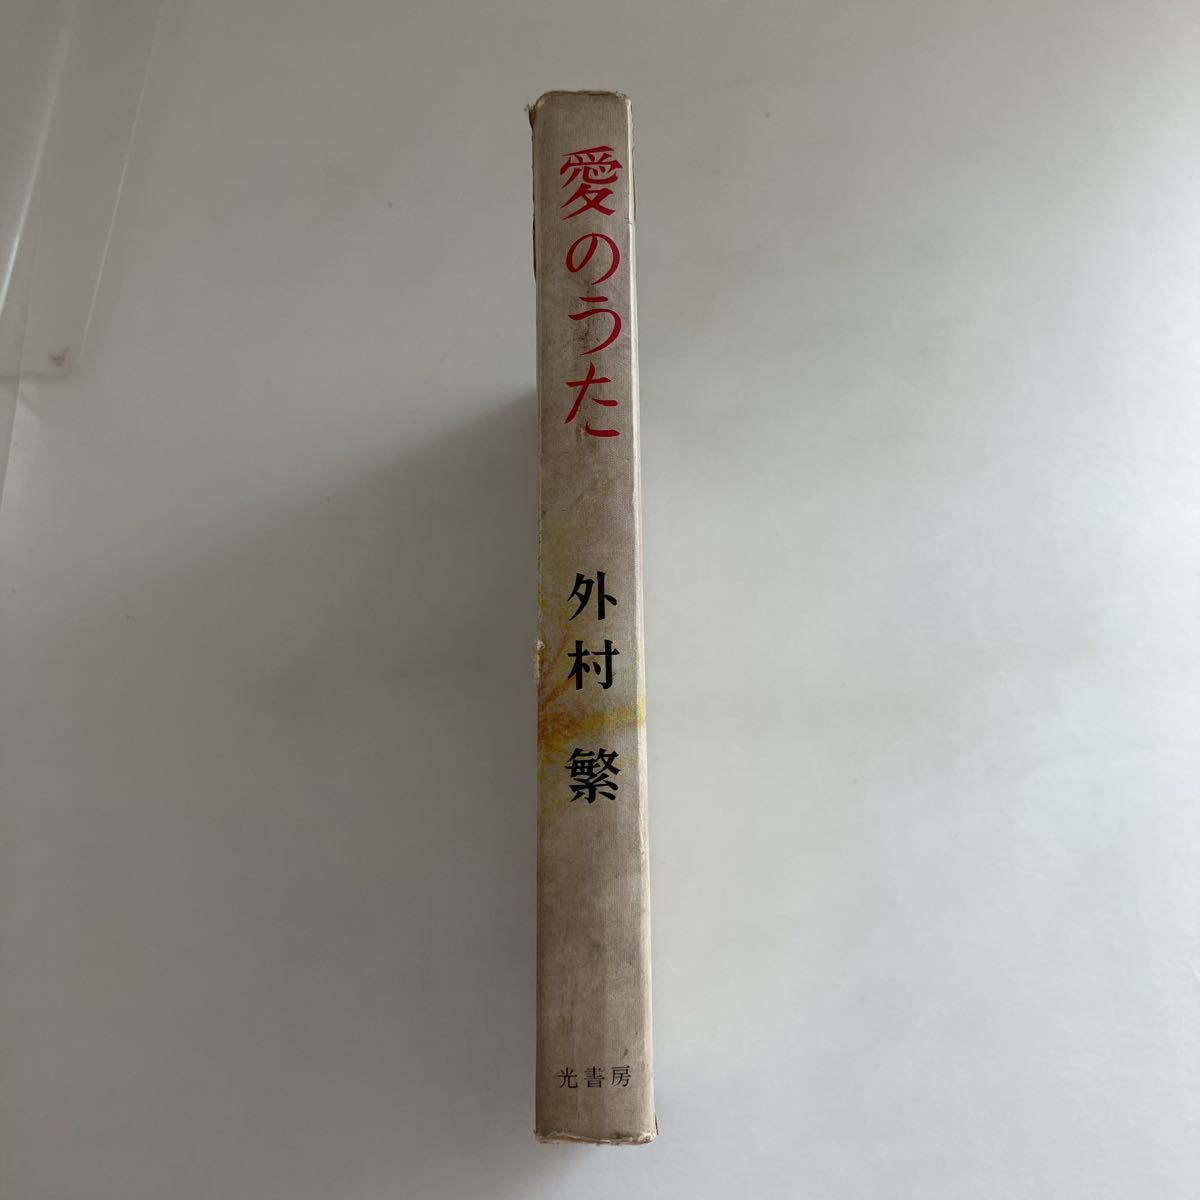 愛のうた
外村 繁
光書房